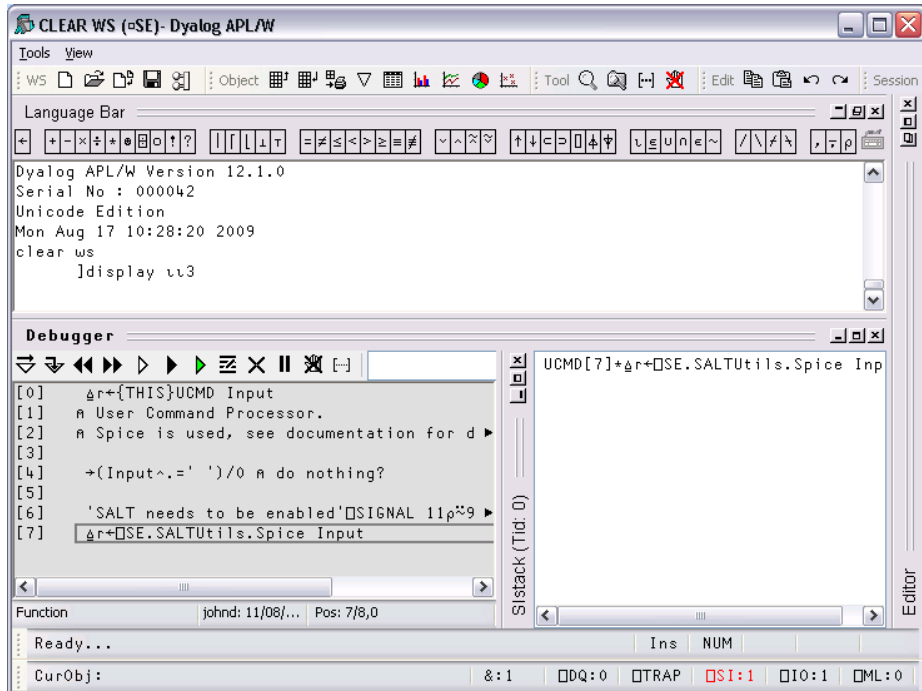 CLEAR WS (▫SE)- Dyalog APL/W
Tools View
WS Object Tool Edit Session
Language Bar
← + - × ÷ * ⍟ ⌹ ○ ! ? | ⌈ ⌊ ⊥ ⊤ = ≠ ≤ < > ≥ ≡ ≢ ∨ ∧ ⍲ ⍱ ↑ ↓ ⊂ ⊃ ⌷ ⍋ ⍒ ⍳ ⍷ ∪ ∩ ∊ ~ / \ ⌿ ⍀ , ⍪ ⍴
Dyalog APL/W Version 12.1.0
Serial No : 000042
Unicode Edition
Mon Aug 17 10:28:20 2009
clear ws
]display ⍳⍳3
Debugger
[0] ⍙r←{THIS}UCMD Input
[1] ⍝ User Command Processor.
[2] ⍝ Spice is used, see documentation for d
[3]
[4] →(Input∧.=' ')/0 ⍝ do nothing?
[5]
[6] 'SALT needs to be enabled'⎕SIGNAL 11⍴⍨9
[7] ⍙r←⎕SE.SALTUtils.Spice Input
Function johnd: 11/08/... Pos: 7/8,0
SIstack (Tid: 0)
UCMD[7]*⍙r←⎕SE.SALTUtils.Spice Inp
Editor
Ready... Ins NUM
CurObj: &:1 ⎕DQ:0 ⎕TRAP ⎕SI:1 ⎕IO:1 ⎕ML:0